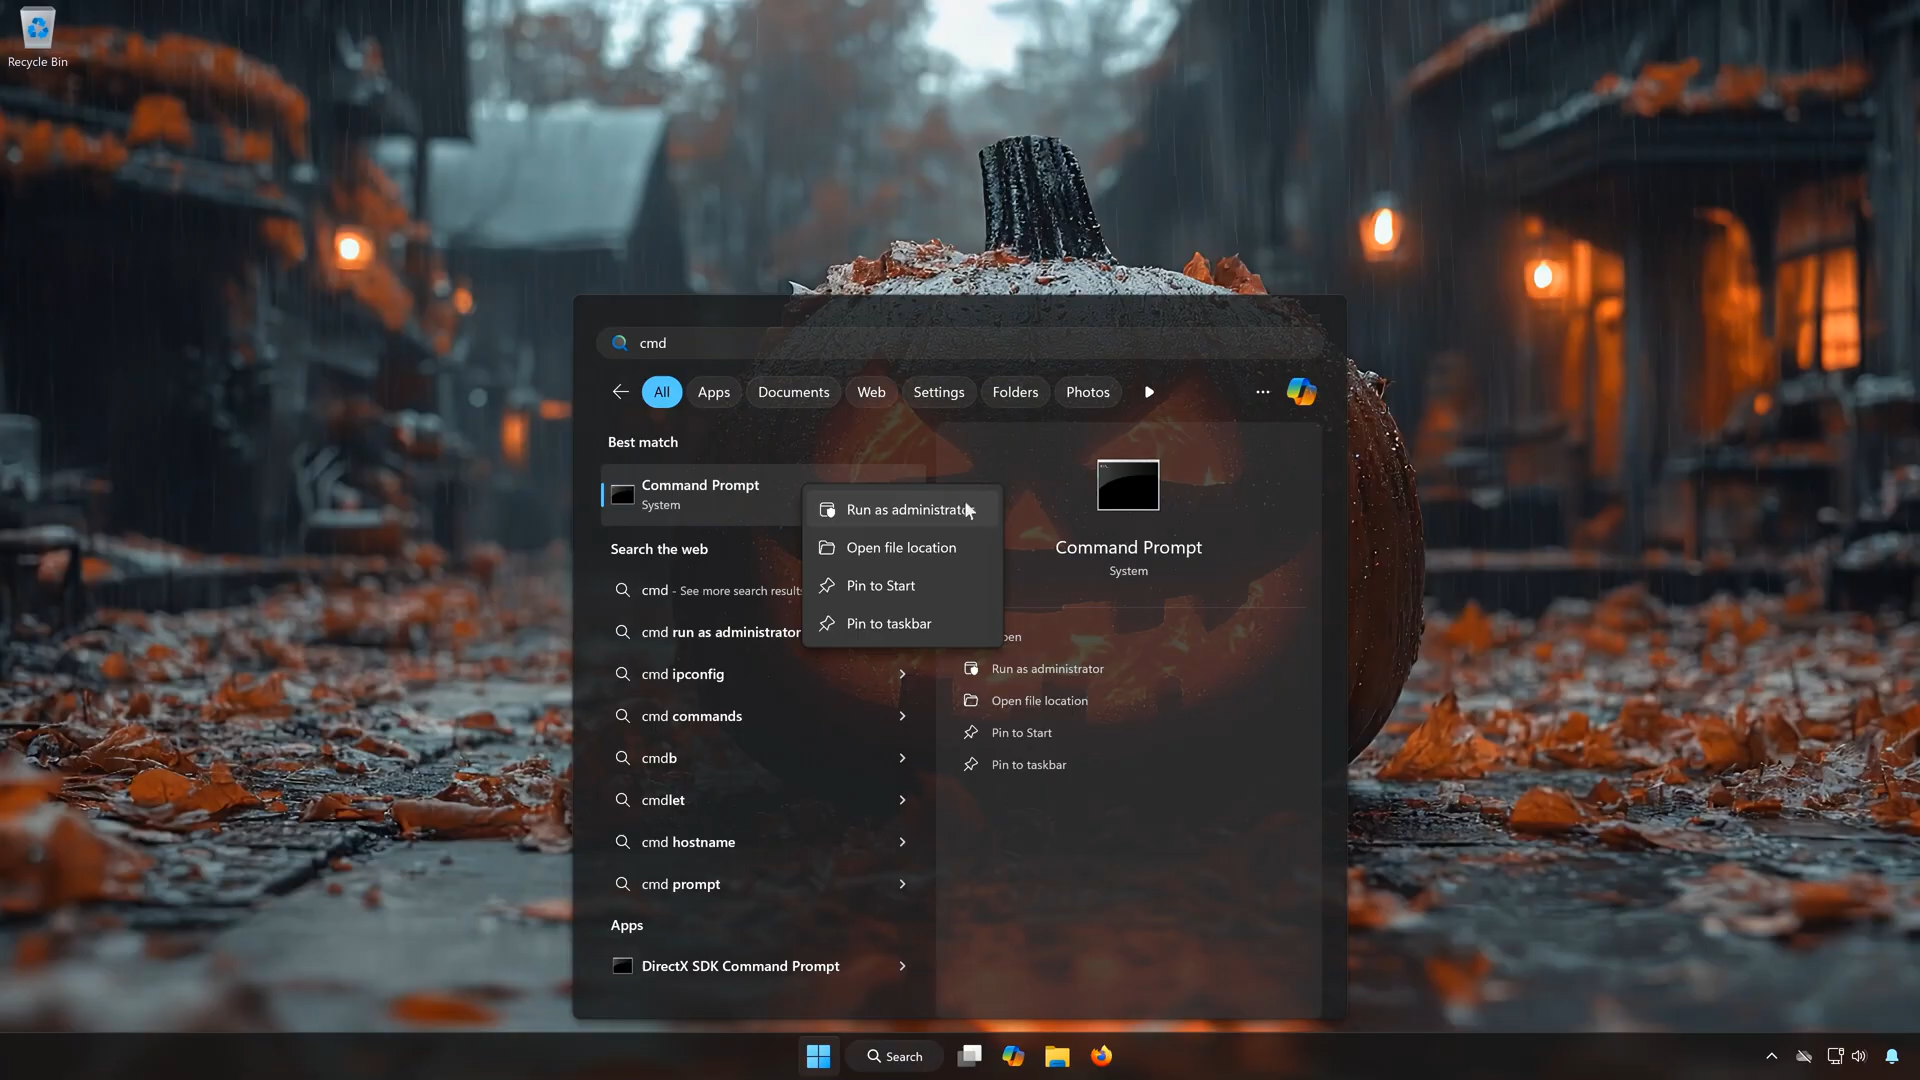 Recycle Bin
cmd
All Apps Documents Web Settings Folders Photos
Best match
Command Prompt
System
Search the web
cmd - See more search results
cmd run as administrator
cmd ipconfig
cmd commands
cmdb
cmdlet
cmd hostname
cmd prompt
Apps
DirectX SDK Command Prompt
Run as administrator
Open file location
Pin to Start
Pin to taskbar
Command Prompt
System
Run as administrator
Open file location
Pin to Start
Pin to taskbar
Search